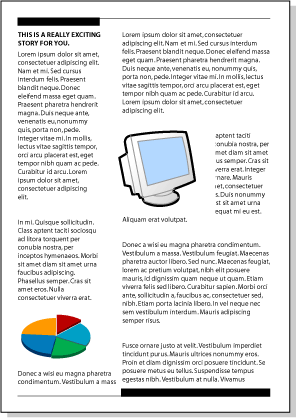 THIS IS A REALLY EXCITING
STORY FOR YOU.
Lorem ipsum dolor sit amet,
consectetuer adipiscing elit.
Nam et mi. Sed cursus
interdum felis. Praesent
blandit neque. Donec
eleifend massa eget quam.
Praesent pharetra hendrerit
magna. Duis neque ante,
venenatis eu, nonummy
quis, porta non, pede.
Integer vitae mi. In mollis,
lectus vitae sagittis tempor,
orci arcu placerat est, eget
tempor nibh quam ac pede.
Curabitur id arcu. Lorem
ipsum dolor sit amet,
consectetuer adipiscing
elit.
In mi. Quisque sollicitudin.
Class aptent taciti sociosqu
ad litora torquent per
conubia nostra, per
inceptos hymenaeos. Morbi
sit amet diam sit amet urna
faucibus adipiscing.
Phasellus semper. Cras sit
amet eros. Nulla
consectetuer viverra erat.
Donec a wisi eu magna pharetra
condimentum. Vestibulum a mass
Lorem ipsum dolor sit amet, consectetuer
adipiscing elit. Nam et mi. Sed cursus interdum
felis. Praesent blandit neque. Donec eleifend massa
eget quam. Praesent pharetra hendrerit magna.
Duis neque ante, venenatis eu, nonummy quis,
porta non, pede. Integer vitae mi. In mollis, lectus
vitae sagittis tempor, orci arcu placerat est, eget
tempor nibh quam ac pede. Curabitur id arcu.
Lorem ipsum dolor sit amet, consectetuer
adipiscing elit.
aptent taciti
conubia nostra, per
met diam sit amet
us semper. Cras sit
verra erat. Integer
rnare. Mauris
et, consectetuer
Duis vestibulum
st sit amet urna
equat mi eu est.
Aliquam erat volutpat.
Donec a wisi eu magna pharetra condimentum.
Vestibulum a massa. Vestibulum feugiat. Maecenas
pharetra auctor libero. Sed nunc. Maecenas feugiat,
lorem ac pretium volutpat, nibh elit posuere
mauris, id dignissim quam neque ut quam. Etiam
viverra felis sed libero. Curabitur sapien. Morbi orci
ante, sollicitudin a, faucibus ac, consectetuer sed,
nibh. Etiam porta lacinia libero. In vel neque nec
sem vestibulum interdum. Mauris adipiscing
semper risus.
Fusce ornare justo at velit. Vestibulum imperdiet
tincidunt purus. Mauris ultrices nonummy eros.
Proin et diam dignissim orci posuere tincidunt. Se
posuere metus eu tellus. Suspendisse tempus
egestas nibh. Vestibulum at nulla. Vivamus